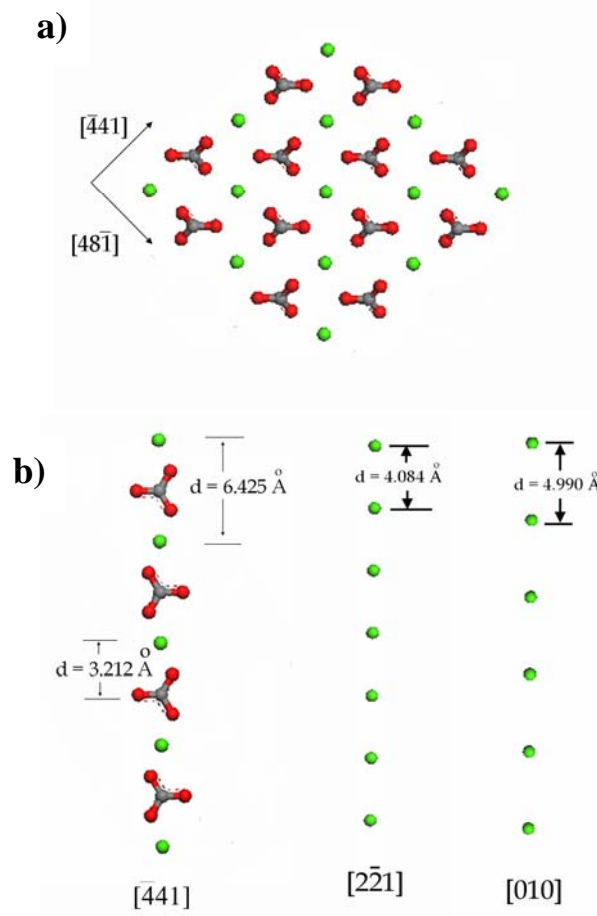 a)
[4̅41]
[481̅]
b)
d = 6.425 Å
d = 4.084 Å
d = 4.990 Å
d = 3.212 Å
[4̅41]
[22̅1]
[010]